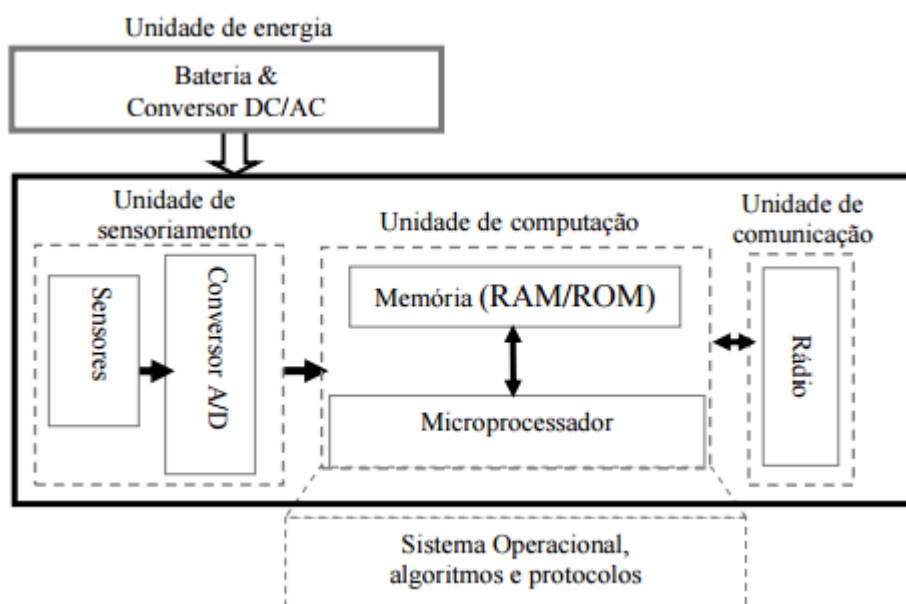 Unidade de energia
Bateria &
Conversor DC/AC
Unidade de
sensoriamento
Sensores
Conversor A/D
Unidade de computação
Memória (RAM/ROM)
Microprocessador
Unidade de
comunicação
Rádio
Sistema Operacional,
algoritmos e protocolos